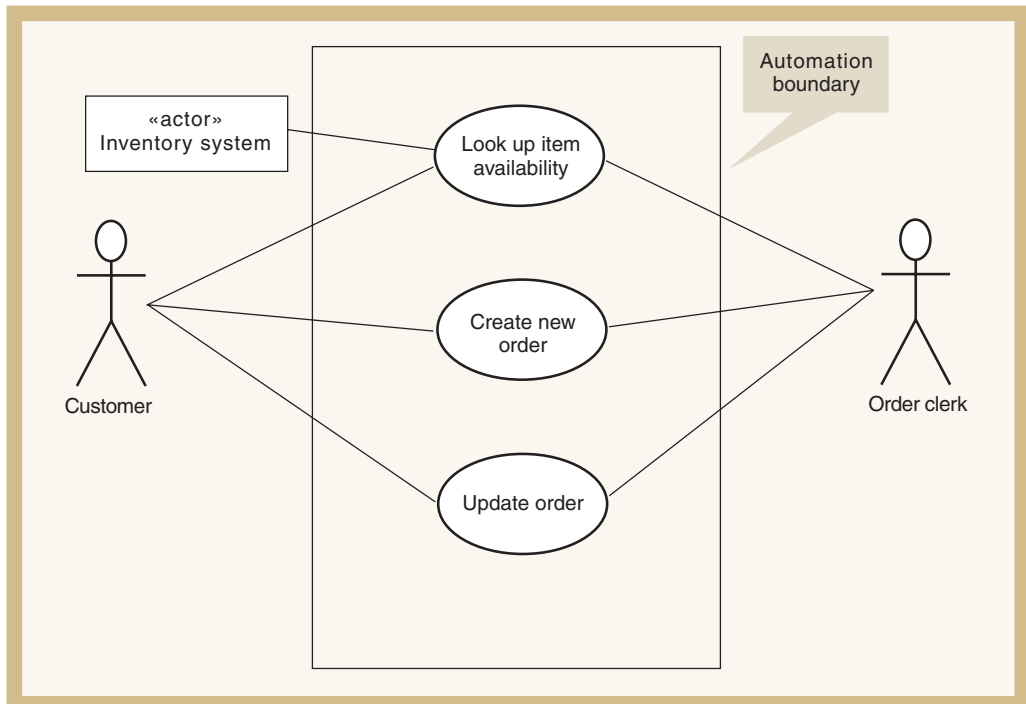 Automation
boundary
«actor»
Inventory system
Look up item
availability
Create new
order
Customer
Order clerk
Update order